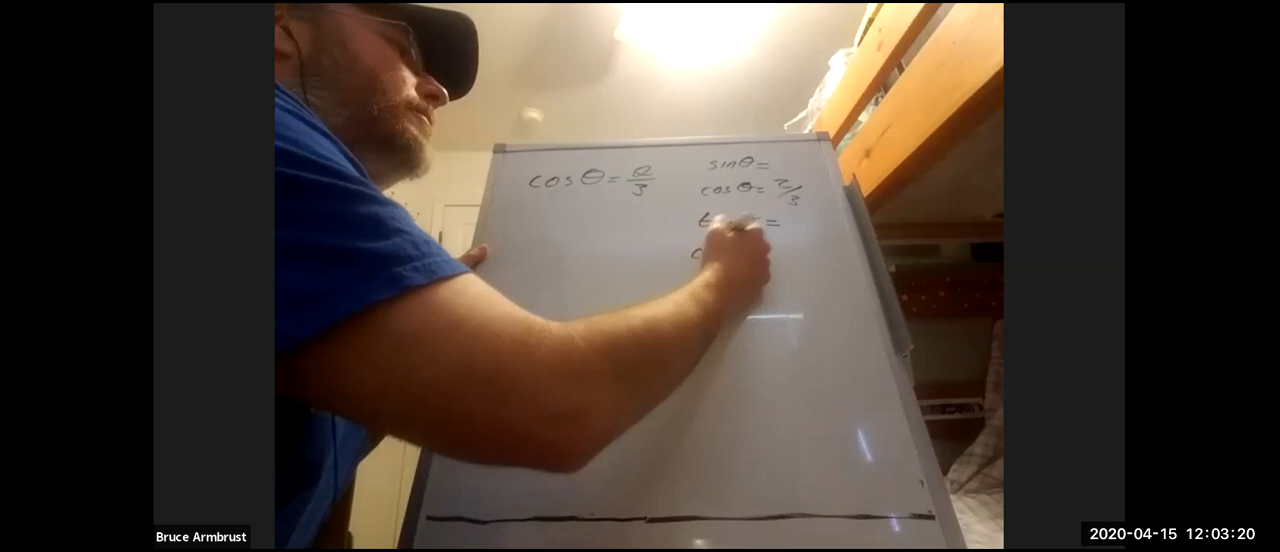 cos θ = 2/3
sin θ =
cos θ = 2/3
t =
c
Bruce Armbrust
2020-04-15 12:03:20